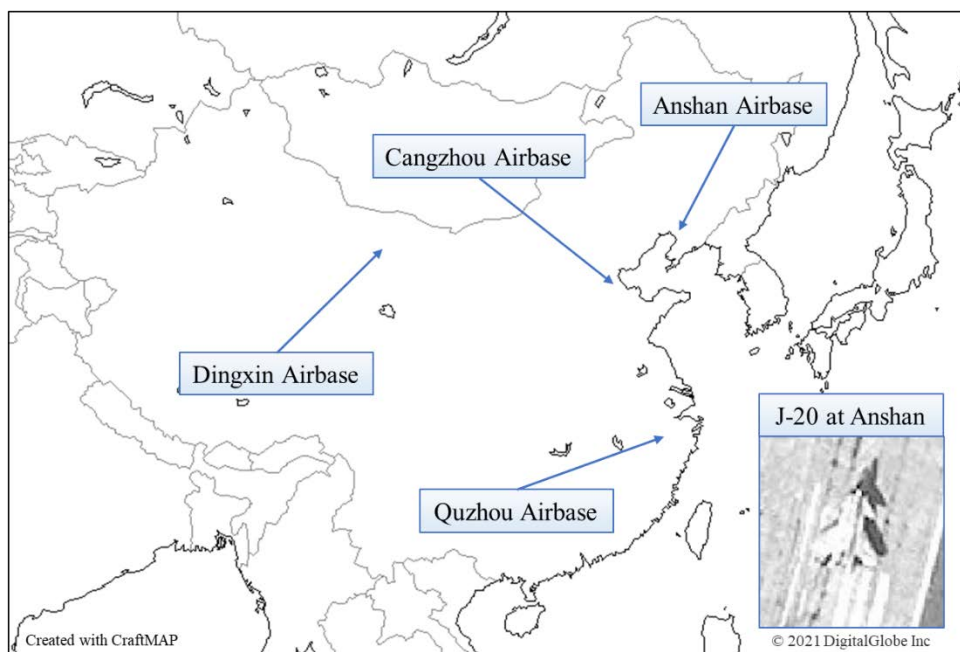 Anshan Airbase
Cangzhou Airbase
Dingxin Airbase
J-20 at Anshan
Quzhou Airbase
Created with CraftMAP
© 2021 DigitalGlobe Inc